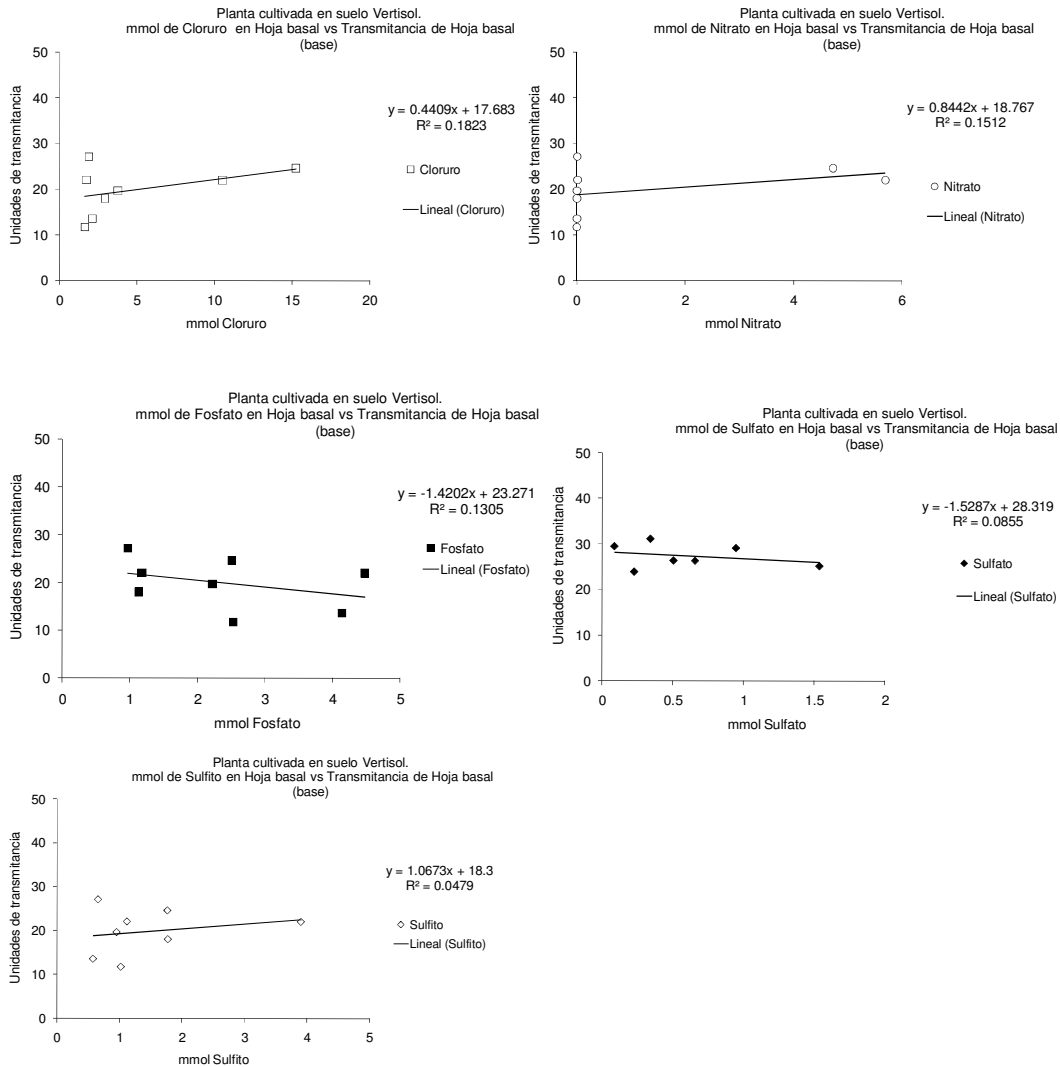 Planta cultivada en suelo Vertisol.
mmol de Cloruro en Hoja basal vs Transmitancia de Hoja basal
(base)
50
40
30
20
10
0
Unidades de transmitancia
y = 0.4409x + 17.683
R² = 0.1823
Cloruro
Lineal (Cloruro)
0 5 10 15 20
mmol Cloruro
Planta cultivada en suelo Vertisol.
mmol de Nitrato en Hoja basal vs Transmitancia de Hoja basal
(base)
50
40
30
20
10
0
Unidades de transmitancia
y = 0.8442x + 18.767
R² = 0.1512
Nitrato
Lineal (Nitrato)
0 2 4 6
mmol Nitrato
Planta cultivada en suelo Vertisol.
mmol de Fosfato en Hoja basal vs Transmitancia de Hoja basal
(base)
50
40
30
20
10
0
Unidades de transmitancia
y = -1.4202x + 23.271
R² = 0.1305
Fosfato
Lineal (Fosfato)
0 1 2 3 4 5
mmol Fosfato
Planta cultivada en suelo Vertisol.
mmol de Sulfato en Hoja basal vs Transmitancia de Hoja basal
(base)
50
40
30
20
10
0
Unidades de transmitancia
y = -1.5287x + 28.319
R² = 0.0855
Sulfato
Lineal (Sulfato)
0 0.5 1 1.5 2
mmol Sulfato
Planta cultivada en suelo Vertisol.
mmol de Sulfito en Hoja basal vs Transmitancia de Hoja basal
(base)
50
40
30
20
10
0
Unidades de transmitancia
y = 1.0673x + 18.3
R² = 0.0479
Sulfito
Lineal (Sulfito)
0 1 2 3 4 5
mmol Sulfito